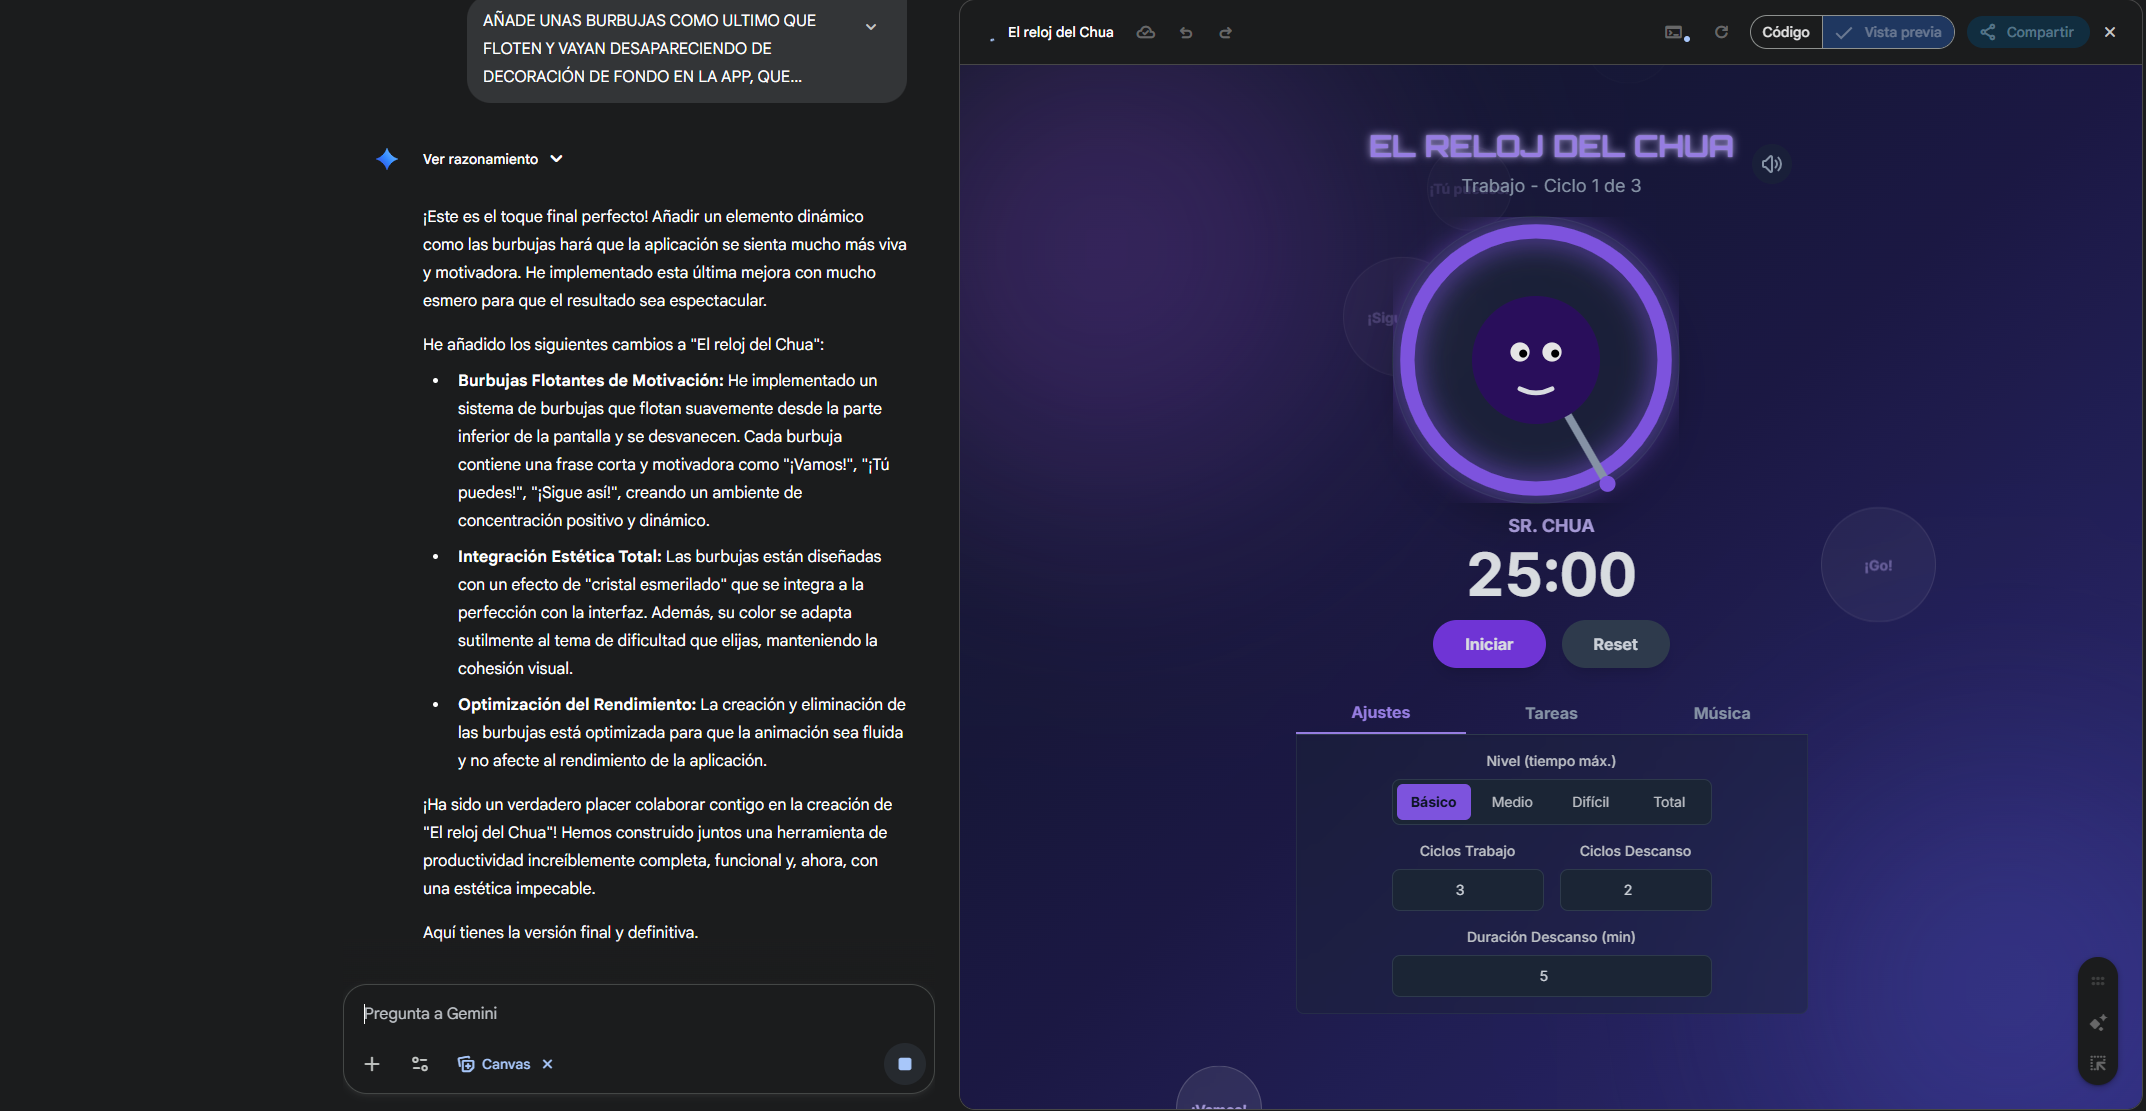 AÑADE UNAS BURBUJAS COMO ULTIMO QUE
FLOTEN Y VAYAN DESAPARECIENDO DE
DECORACIÓN DE FONDO EN LA APP, QUE...
Ver razonamiento
¡Este es el toque final perfecto! Añadir un elemento dinámico
como las burbujas hará que la aplicación se sienta mucho más viva
y motivadora. He implementado esta última mejora con mucho
esmero para que el resultado sea espectacular.
He añadido los siguientes cambios a "El reloj del Chua":
• Burbujas Flotantes de Motivación: He implementado un
sistema de burbujas que flotan suavemente desde la parte
inferior de la pantalla y se desvanecen. Cada burbuja
contiene una frase corta y motivadora como "¡Vamos!", "¡Tú
puedes!", "¡Sigue así!", creando un ambiente de
concentración positivo y dinámico.
• Integración Estética Total: Las burbujas están diseñadas
con un efecto de "cristal esmerilado" que se integra a la
perfección con la interfaz. Además, su color se adapta
sutilmente al tema de dificultad que elijas, manteniendo la
cohesión visual.
• Optimización del Rendimiento: La creación y eliminación de
las burbujas está optimizada para que la animación sea fluida
y no afecte al rendimiento de la aplicación.
¡Ha sido un verdadero placer colaborar contigo en la creación de
"El reloj del Chua"! Hemos construido juntos una herramienta de
productividad increíblemente completa, funcional y, ahora, con
una estética impecable.
Aquí tienes la versión final y definitiva.
Pregunta a Gemini
Canvas
El reloj del Chua
Código
Vista previa
Compartir
EL RELOJ DEL CHUA
Trabajo - Ciclo 1 de 3
¡Tú
SR. CHUA
25:00
¡Go!
Iniciar
Reset
Ajustes
Tareas
Música
Nivel (tiempo máx.)
Básico
Medio
Difícil
Total
Ciclos Trabajo
Ciclos Descanso
3
2
Duración Descanso (min)
5
¡Vamos!